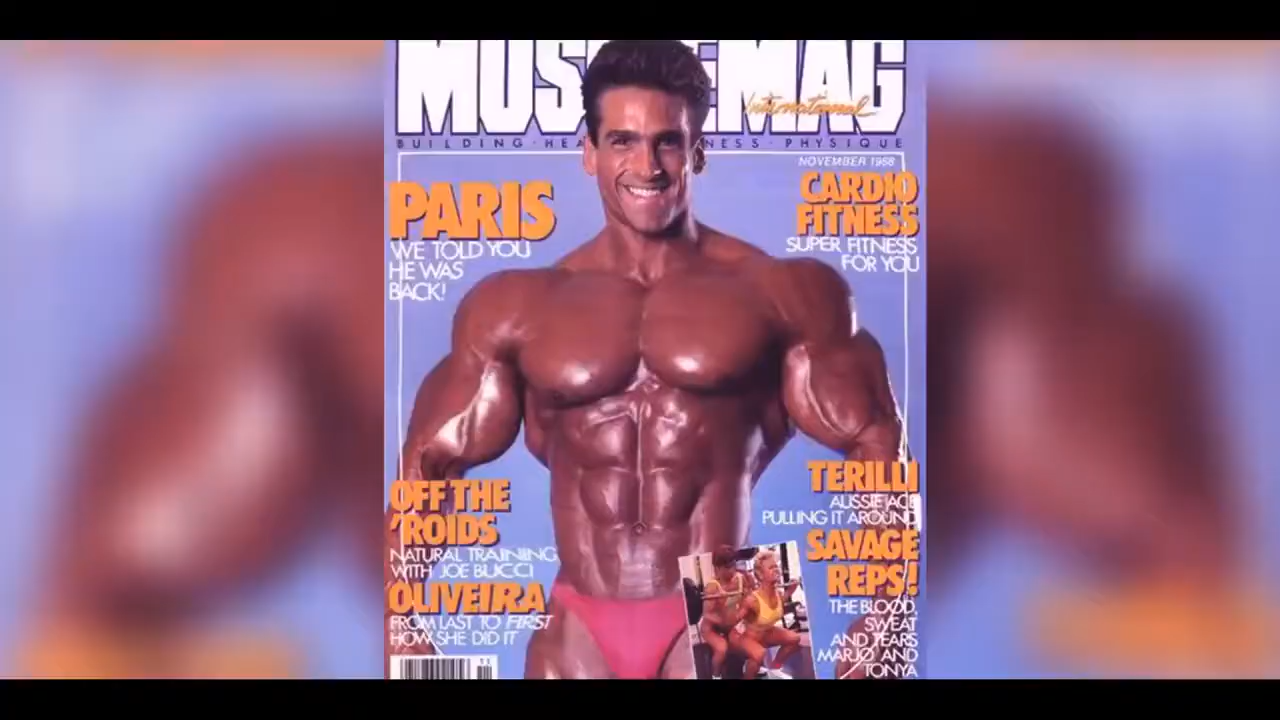 MUSCLEMAG
International
BUILDING · HEA NESS · PHYSIQUE
NOVEMBER 1988
PARIS
WE TOLD YOU
HE WAS
BACK!
CARDIO
FITNESS
SUPER FITNESS
FOR YOU
OFF THE
'ROIDS
NATURAL TRAINING
WITH JOE BUCCI
OLIVEIRA
FROM LAST TO FIRST
HOW SHE DID IT
TERILLI
AUSSIE ACE
PULLING IT AROUND
SAVAGE
REPS!
THE BLOOD,
SWEAT
AND TEARS
MARJO AND
TONYA
11